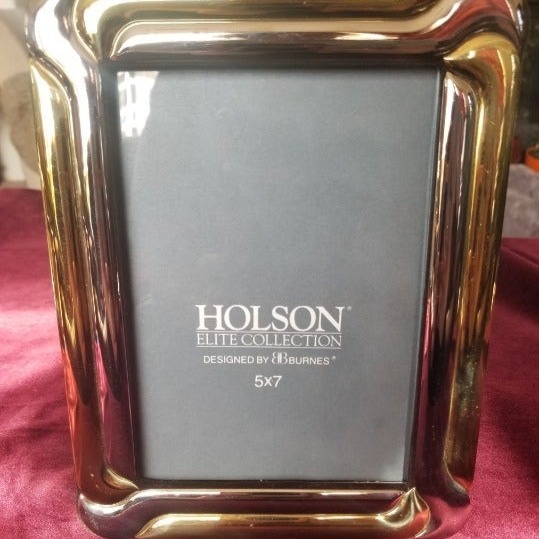 HOLSON®
ELITE COLLECTION
DESIGNED BY BB BURNES®
5x7